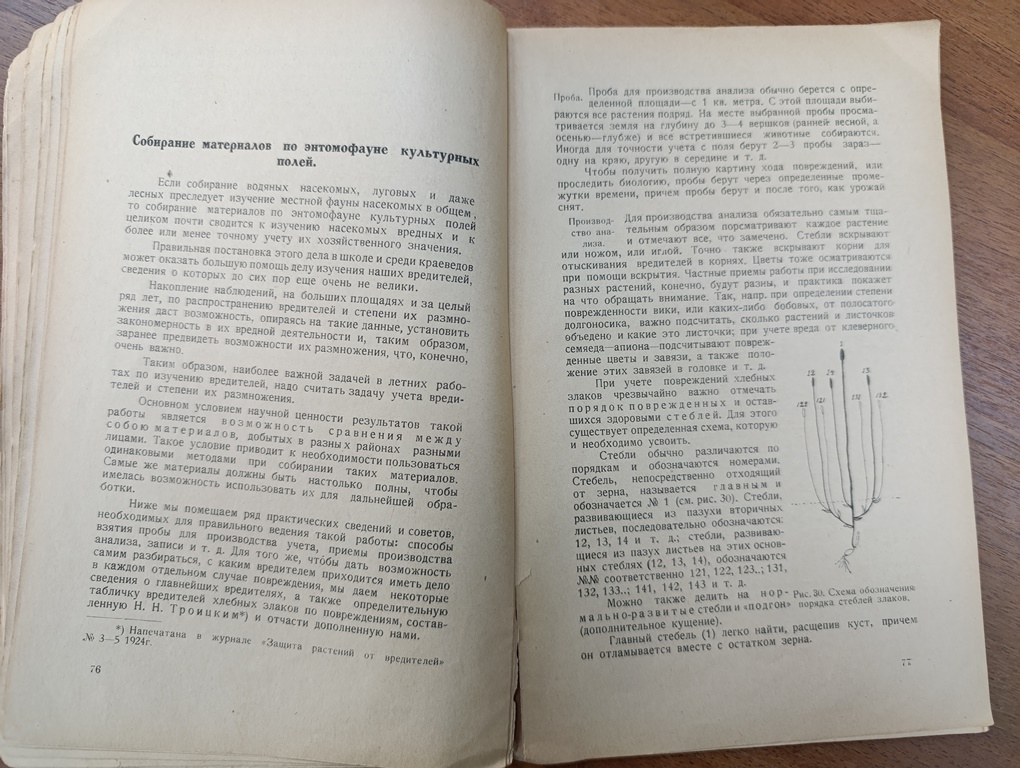 Собирание материалов по энтомофауне культурных
полей.
Если собирание водяных насекомых, луговых и даже
лесных преследует изучение местной фауны насекомых в общем,
то собирание материалов по энтомофауне культурных полей
целиком почти сводится к изучению насекомых вредных и к
более или менее точному учету их хозяйственного значения.
Правильная постановка этого дела в школе и среди краеведов
может оказать большую помощь делу изучения наших вредителей,
сведения о которых до сих пор еще очень не велики.
Накопление наблюдений, на больших площадях и за целый
ряд лет, по распространению вредителей и степени их размно-
жения даст возможность, опираясь на такие данные, установить
закономерность в их вредной деятельности и, таким образом,
заранее предвидеть возможности их размножения, что, конечно,
очень важно.
Таким образом, наиболее важной задачей в летних рабо-
тах по изучению вредителей, надо считать задачу учета вреди-
телей и степени их размножения.
Основном условием научной ценности результатов такой
работы является возможность сравнения между
собою материалов, добытых в разных районах разными
лицами. Такое условие приводит к необходимости пользоваться
одинаковыми методами при собирании таких материалов.
Самые же материалы должны быть настолько полны, чтобы
имелась возможность использовать их для дальнейшей обра-
ботки.
Ниже мы помещаем ряд практических сведений и советов,
необходимых для правильного ведения такой работы: способы
взятия пробы для производства учета, приемы производства
анализа, записи и т. д. Для того же, чтобы дать возможность
самим разбираться, с каким вредителем приходится иметь дело
в каждом отдельном случае повреждения, мы даем некоторые
сведения о главнейших вредителях, а также определительную
табличку вредителей хлебных злаков по повреждениям, состав-
ленную Н. Н. Троицким*) и отчасти дополненную нами.
*) Напечатана в журнале «Защита растений от вредителей»
№ 3—5 1924г.
76
Проба.
Проба для производства анализа обычно берется с опре-
деленной площади—с 1 кв. метра. С этой площади выби-
раются все растения подряд. На месте выбранной пробы просма-
тривается земля на глубину до 3—4 вершков (ранней весной, а
осенью—глубже) и все встретившиеся животные собираются.
Иногда для точности учета с поля берут 2—3 пробы зараз—
одну на краю, другую в середине и т. д.
Чтобы получить полную картину хода повреждений, или
проследить биологию, пробы берут через определенные проме-
жутки времени, причем пробы берут и после того, как урожай
снят.
Производ-
ство ана-
лиза.
Для производства анализа обязательно самым тща-
тельным образом порсматривают каждое растение
и отмечают все, что замечено. Стебли вскрывают
или ножом, или иглой. Точно также вскрывают корни для
отыскивания вредителей в корнях. Цветы тоже осматриваются
при помощи вскрытия. Частные приемы работы при исследовании
разных растений, конечно, будут разны, и практика покажет
на что обращать внимание. Так, напр. при определении степени
поврежденности вики, или каких-либо бобовых, от полосатого
долгоносика, важно подсчитать, сколько растений и листочков
объедено и какие это листочки; при учете вреда от клеверного
семяеда—апиона—подсчитывают повреж-
денные цветы и завязи, а также поло-
жение этих завязей в головке и т. д.
При учете повреждений хлебных
злаков чрезвычайно важно отмечать
порядок поврежденных и остав-
шихся здоровыми стеблей. Для этого
существует определенная схема, которую
и необходимо усвоить.
Стебли обычно различаются по
порядкам и обозначаются номерами.
Стебель, непосредственно отходящий
от зерна, называется главным и
обозначается № 1 (см. рис. 30). Стебли,
развивающиеся из пазухи вторичных
листьев, последовательно обозначаются:
12, 13, 14 и т. д.; стебли, развиваю-
щиеся из пазух листьев на этих основ-
ных стеблях (12, 13, 14), обозначаются
№№ соответственно 121, 122, 123..; 131,
132, 133..; 141, 142, 143 и т. д.
Можно также делить на нор-
мально-развитые стебли и «подгон»
(дополнительное кущение).
Главный стебель (1) легко найти, расщепив куст, причем
он отламывается вместе с остатком зерна.
1
12.
14.
13.
122
121
131
132
Рис. 30. Схема обозначения
порядка стеблей злаков.
77